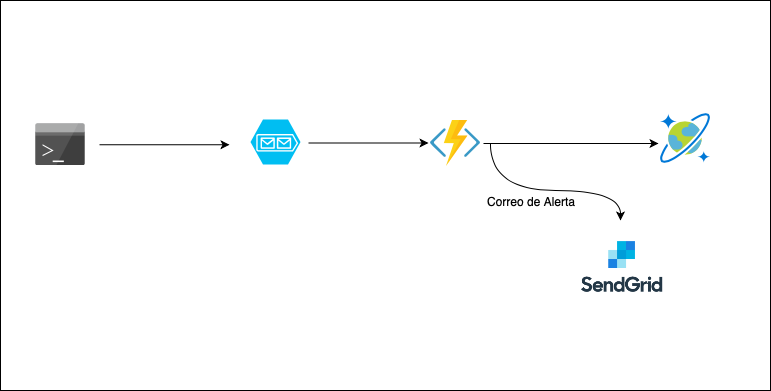 >_
Correo de Alerta
SendGrid